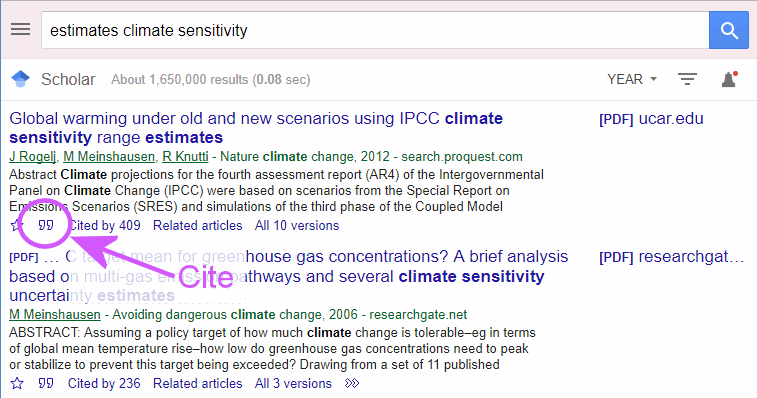 estimates climate sensitivity
Scholar About 1,650,000 results (0.08 sec) YEAR
Global warming under old and new scenarios using IPCC climate [PDF] ucar.edu
sensitivity range estimates
J Rogelj, M Meinshausen, R Knutti - Nature climate change, 2012 - search.proquest.com
Abstract Climate projections for the fourth assessment report (AR4) of the Intergovernmental
Panel on Climate Change (IPCC) were based on scenarios from the Special Report on
Emissions Scenarios (SRES) and simulations of the third phase of the Coupled Model
Cited by 409 Related articles All 10 versions
Cite
[PDF] … C target mean for greenhouse gas concentrations? A brief analysis [PDF] researchgat…
based on multi-gas emission pathways and several climate sensitivity
uncertainty estimates
M Meinshausen - Avoiding dangerous climate change, 2006 - researchgate.net
ABSTRACT: Assuming a policy target of how much climate change is tolerable–eg in terms
of global mean temperature rise–how low do greenhouse gas concentrations need to peak
or stabilize to prevent this target being exceeded? Drawing from a set of 11 published
Cited by 236 Related articles All 3 versions